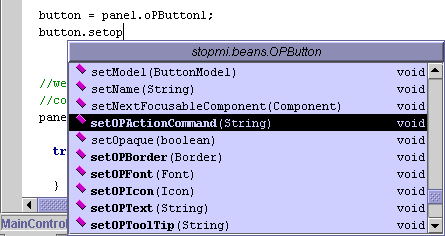 button = panel.oPButton1;
button.setop
stopmi.beans.OPButton
setModel(ButtonModel) void
//we
setName(String) void
//co
setNextFocusableComponent(Component) void
pane
setOPActionCommand(String) void
setOpaque(boolean) void
tr
setOPBorder(Border) void
setOPFont(Font) void
}
setOPIcon(Icon) void
setOPText(String) void
MainControl
setOPToolTip(String) void